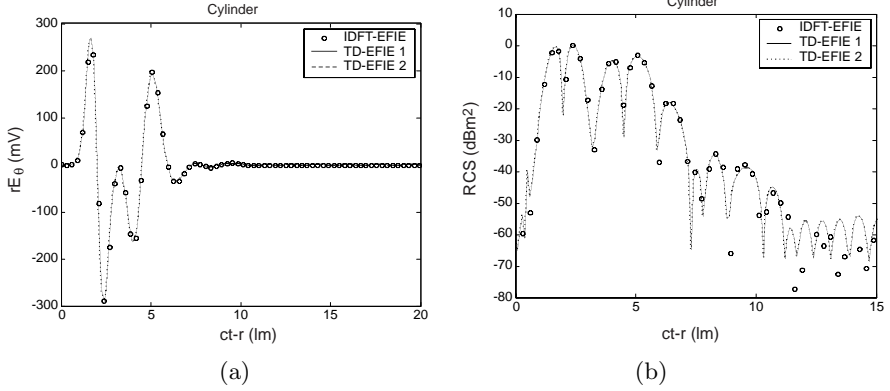 Cylinder
300
200
100
0
-100
-200
-300
rEθ (mV)
IDFT-EFIE
TD-EFIE 1
TD-EFIE 2
0 5 10 15 20
ct-r (lm)
(a)
Cylinder
10
0
-10
-20
-30
-40
-50
-60
-70
-80
RCS (dBm2)
IDFT-EFIE
TD-EFIE 1
TD-EFIE 2
0 5 10 15
ct-r (lm)
(b)